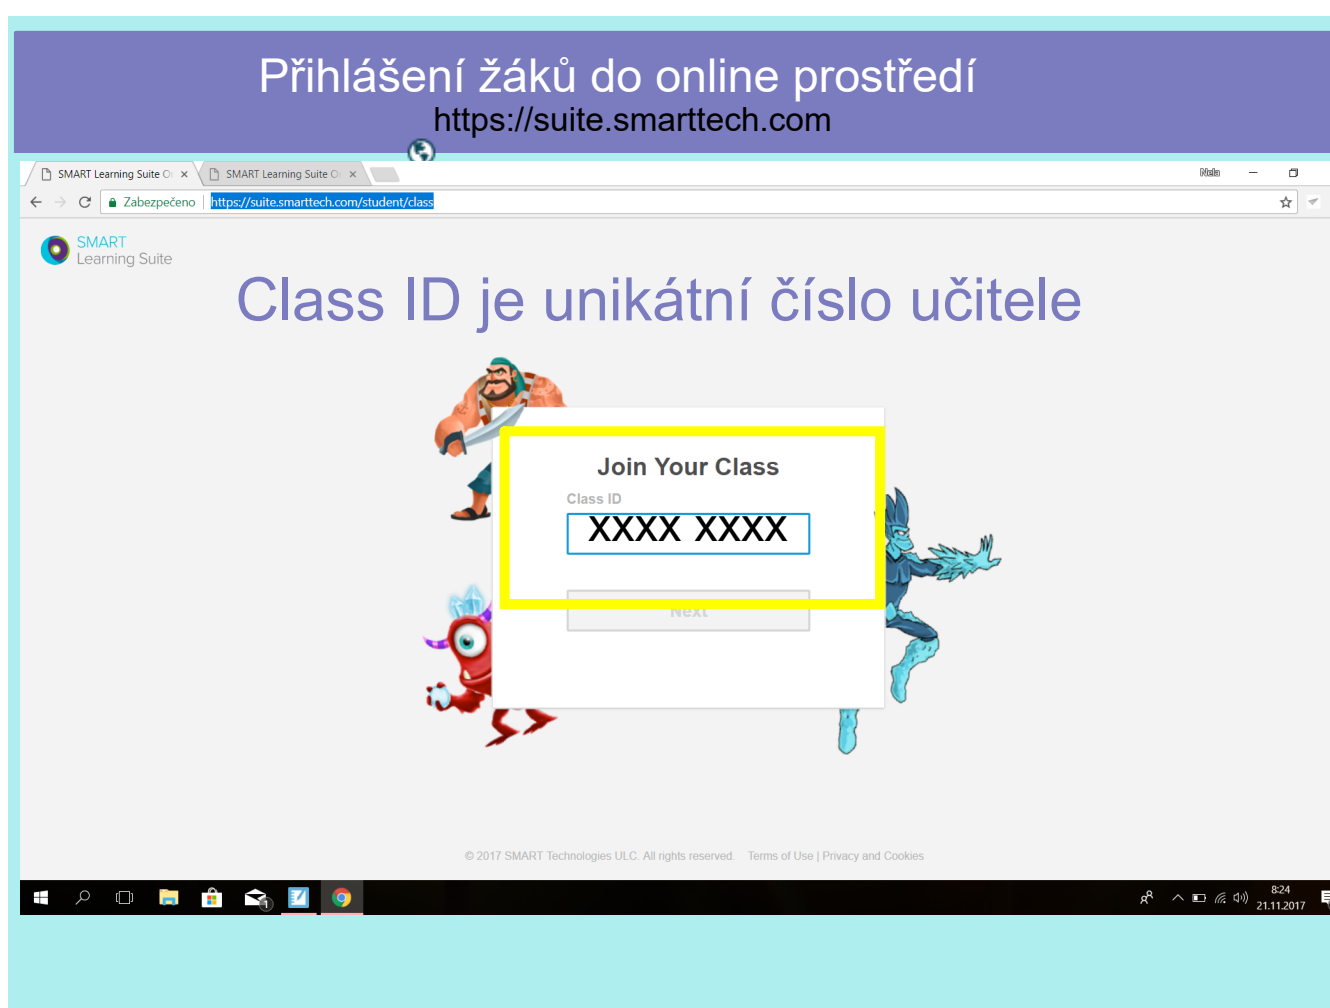 Přihlášení žáků do online prostředí
https://suite.smarttech.com
SMART Learning Suite O
SMART Learning Suite O
Nela
Zabezpečeno
https://suite.smarttech.com/student/class
SMART
Learning Suite
Class ID je unikátní číslo učitele
Join Your Class
Class ID
XXXX XXXX
Next
© 2017 SMART Technologies ULC. All rights reserved. Terms of Use | Privacy and Cookies
1
8:24
21.11.2017